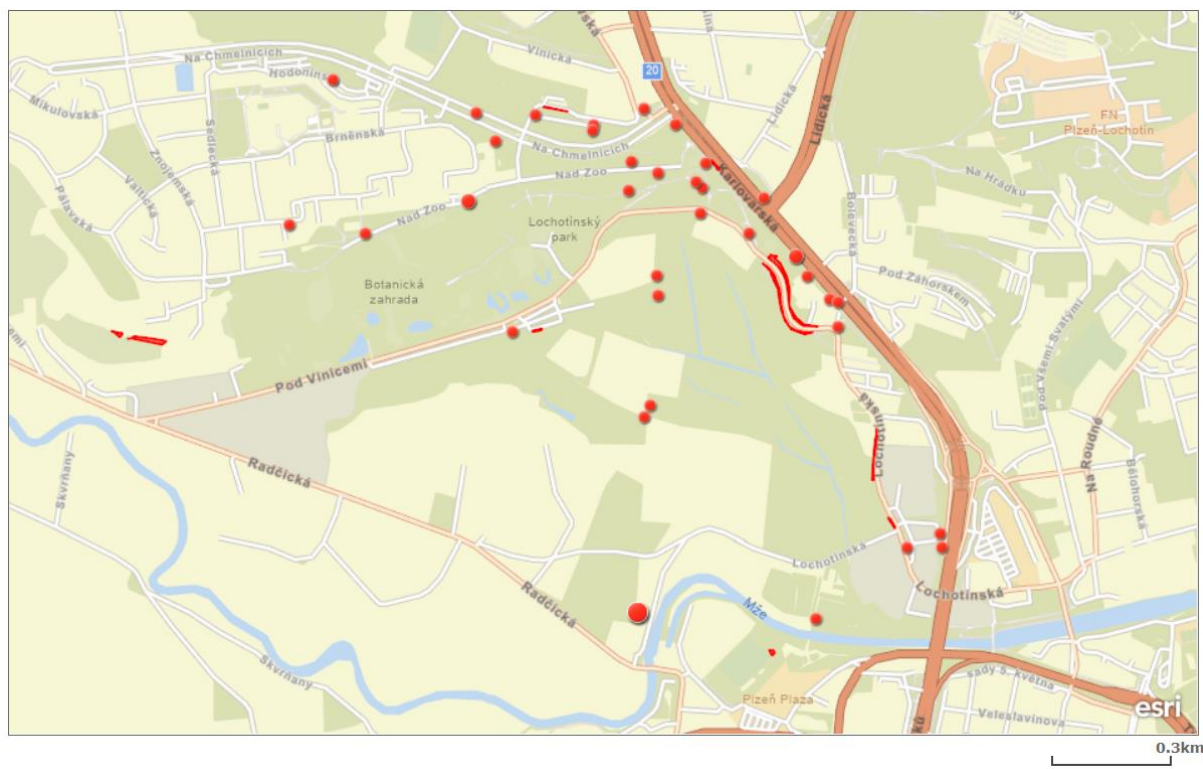 Na Chmelnicích
Vinická
20
Hodonínská
Mikulovská
Sedlecká
Brněnská
Na Chmelnicích
Lidická
Lidická
FN
Plzeň-Lochotín
Znojemská
Valtická
Pálavská
Nad Zoo
Nad Zoo
Karlovarská
Na Hrádku
Bolevecká
Lochotínský
park
Botanická
zahrada
Pod Záhorskem
Pod Všemi Svatými
Pod Vinicemi
Lochotínská
Na Roudné
Bělohorská
Radčická
Skvrňany
Lochotínská
Lochotínská
Radčická
Mže
Skvrňany
sady 5. května
Plzeň Plaza
Veleslavínova
esri
0.3km